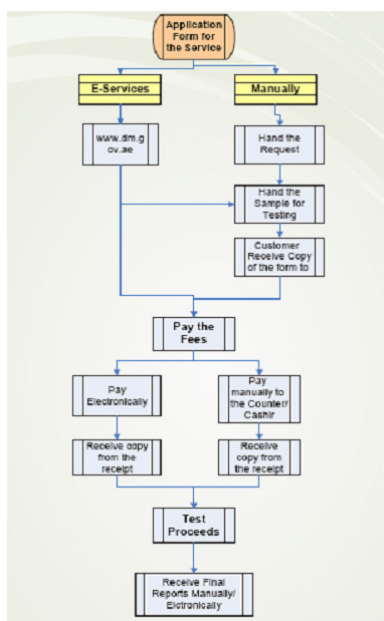 Application
Form for
the Service
E-Services
Manually
www.dm.g
ov.ae
Hand the
Request
Hand the
Sample for
Testing
Customer
Receive Copy
of the form to
Pay the
Fees
Pay
Electronically
Pay
manually to
the Counter/
Cashir
Receive copy
from the
receipt
Receive
copy from
the receipt
Test
Proceeds
Receive Final
Reports Manually/
Elctronically